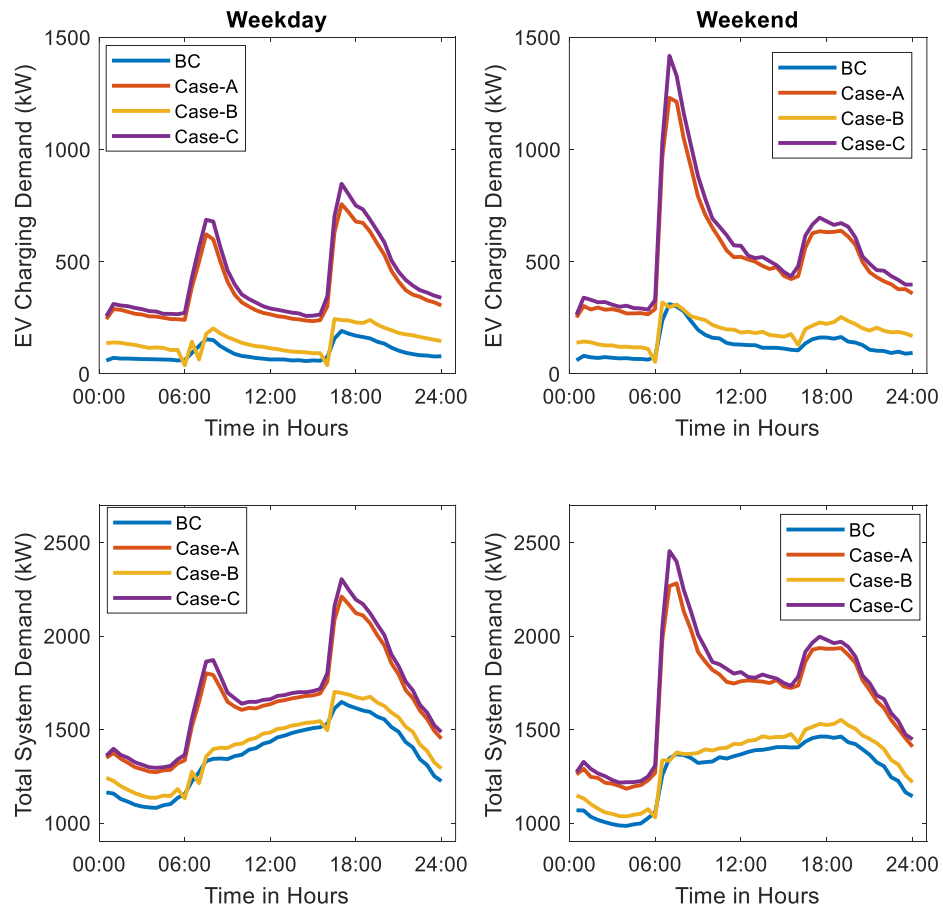 Weekday
1500
1000
500
0
EV Charging Demand (kW)
BC
Case-A
Case-B
Case-C
00:00 06:00 12:00 18:00 24:00
Time in Hours
Weekend
1500
1000
500
0
EV Charging Demand (kW)
BC
Case-A
Case-B
Case-C
00:00 06:00 12:00 18:00 24:00
Time in Hours
2500
2000
1500
1000
Total System Demand (kW)
BC
Case-A
Case-B
Case-C
00:00 06:00 12:00 18:00 24:00
Time in Hours
2500
2000
1500
1000
Total System Demand (kW)
BC
Case-A
Case-B
Case-C
00:00 06:00 12:00 18:00 24:00
Time in Hours